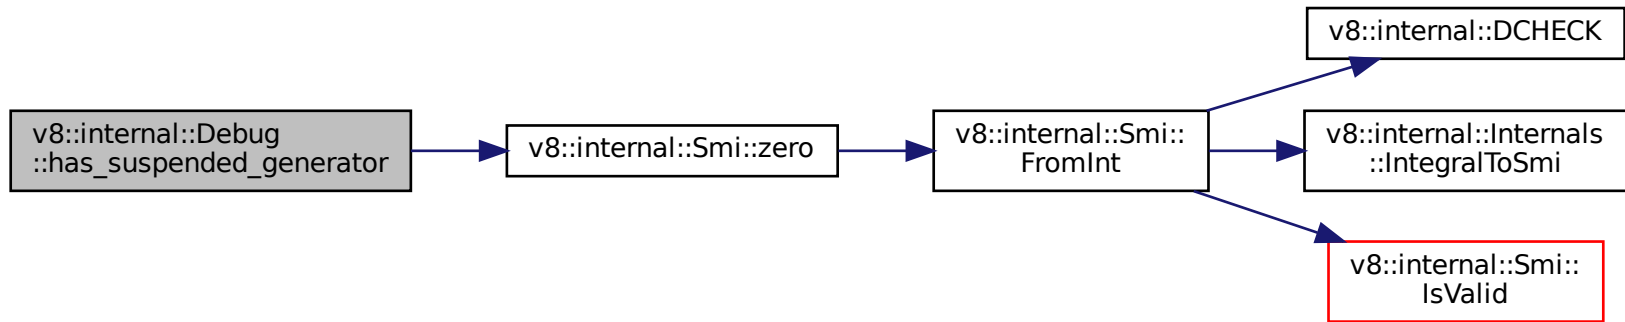 v8::internal::Debug
::has_suspended_generator
v8::internal::Smi::zero
v8::internal::Smi::
FromInt
v8::internal::DCHECK
v8::internal::Internals
::IntegralToSmi
v8::internal::Smi::
IsValid